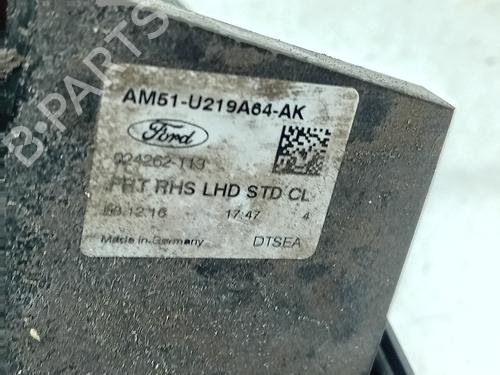 B-PARTS
AM51-U219A64-AK
Ford
924262-113
FRT RHS LHD STD CL
.12.16 17:47 4
Made in Germany DTSEA